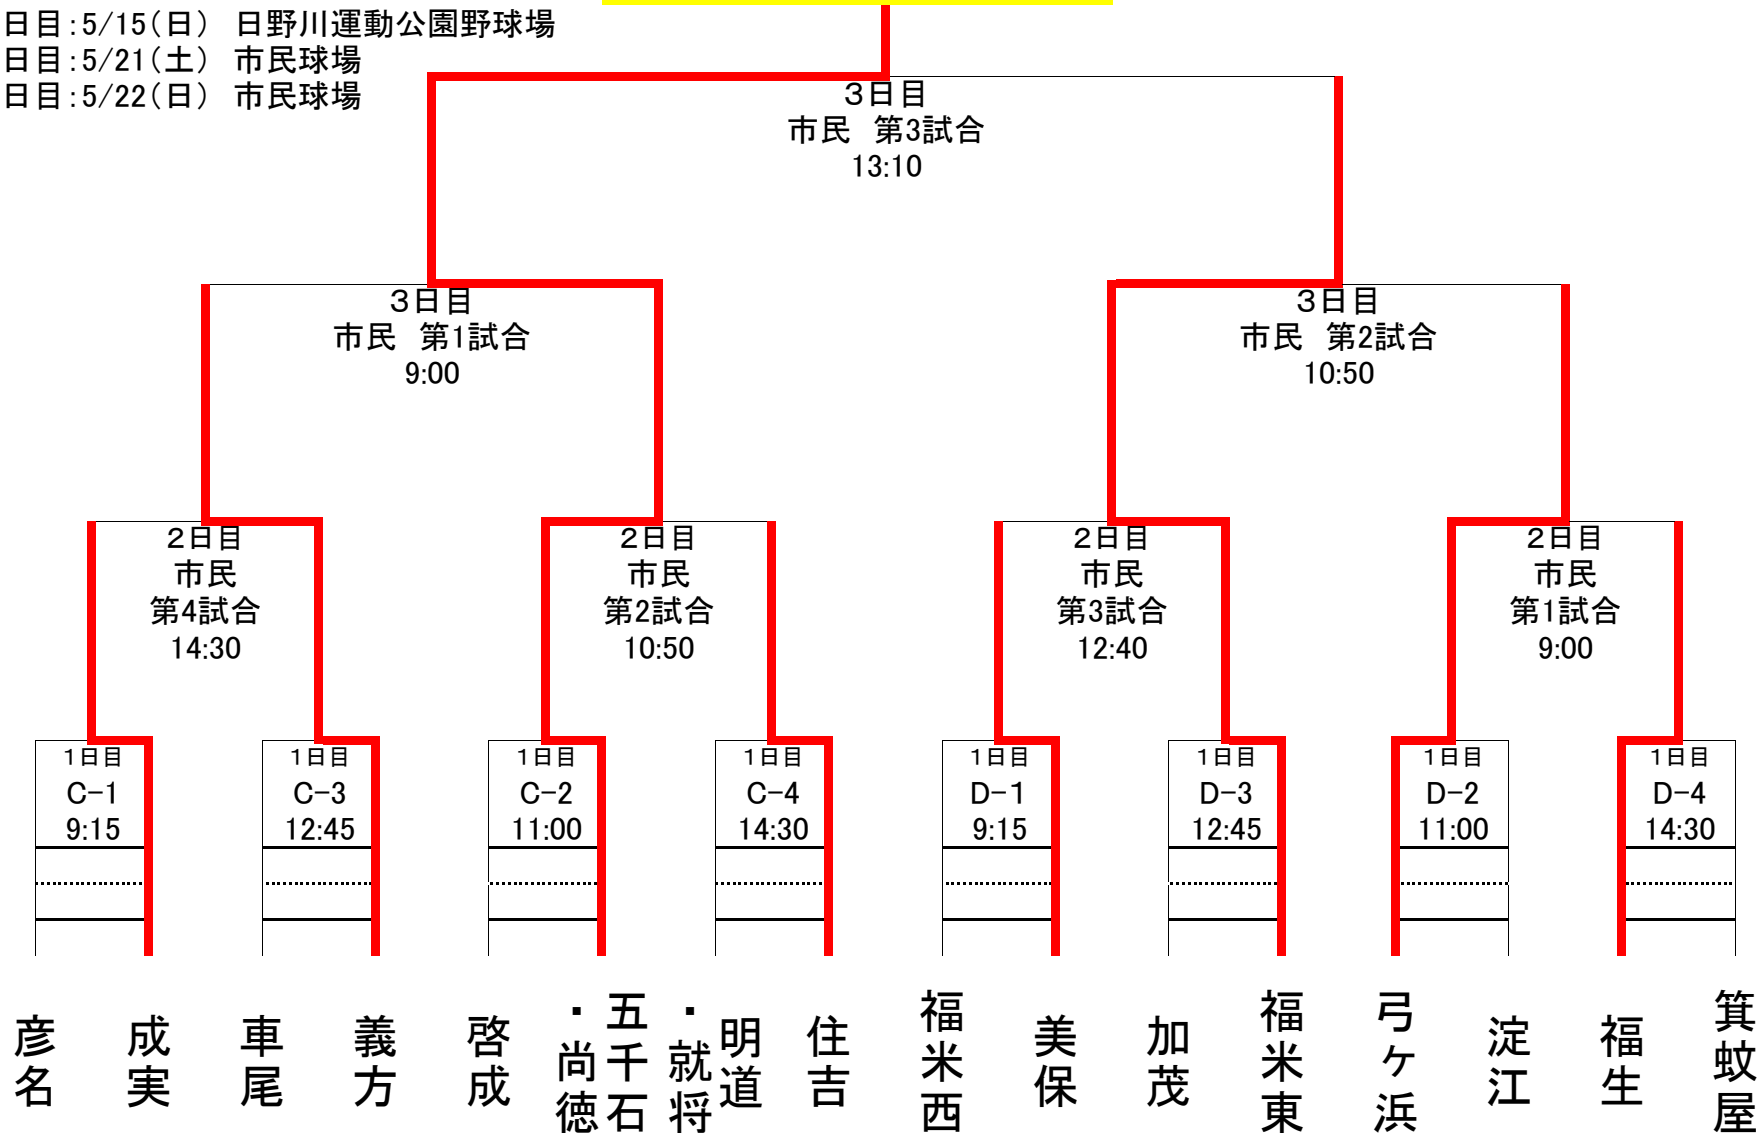 日目：5/15（日）　日野川運動公園野球場
日目：5/21（土）　市民球場
日目：5/22（日）　市民球場
３日目
市民　第3試合
13:10
３日目
市民　第1試合
9:00
３日目
市民　第2試合
10:50
２日目
市民
第4試合
14:30
２日目
市民
第2試合
10:50
２日目
市民
第3試合
12:40
２日目
市民
第1試合
9:00
1日目
C−1
9:15
1日目
C−3
12:45
1日目
C−2
11:00
1日目
C−4
14:30
1日目
D−1
9:15
1日目
D−3
12:45
1日目
D−2
11:00
1日目
D−4
14:30
彦名
成実
車尾
義方
啓成
五千石
・尚徳
明道
・就将
住吉
福米西
美保
加茂
福米東
弓ヶ浜
淀江
福生
箕蚊屋